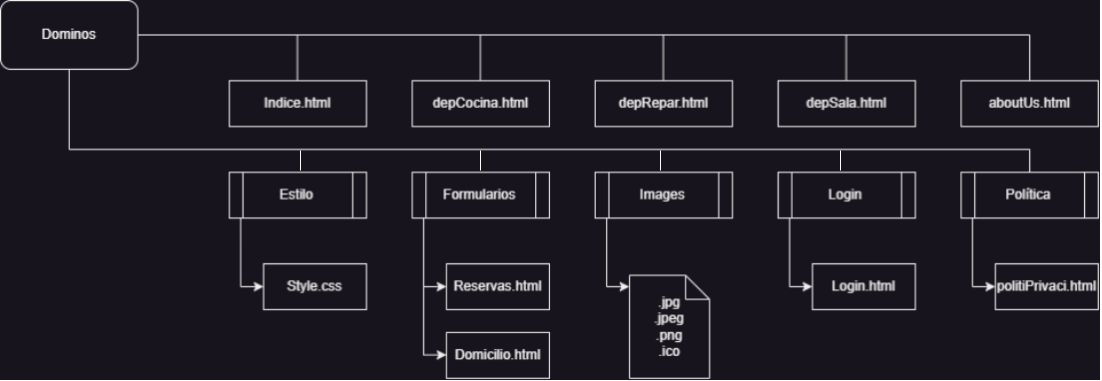 Dominos
Indice.html
depCocina.html
depRepar.html
depSala.html
aboutUs.html
Estilo
Formularios
Images
Login
Política
Style.css
Reservas.html
.jpg
.jpeg
.png
.ico
Login.html
politiPrivaci.html
Domicilio.html